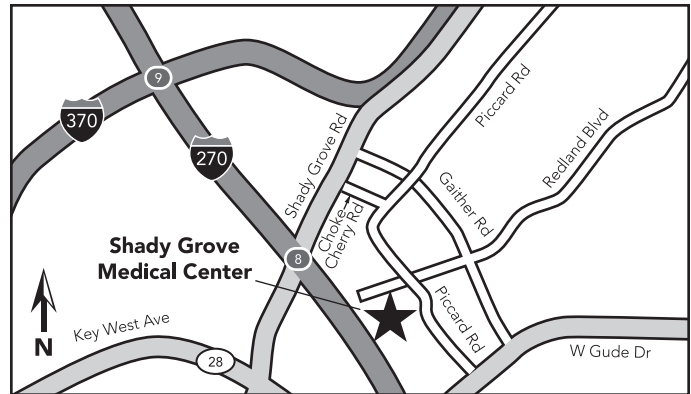 9
370
270
Shady Grove Rd
Piccard Rd
Redland Blvd
Gaither Rd
Choke
Cherry Rd
Shady Grove
Medical Center
8
Piccard Rd
N
Key West Ave
28
W Gude Dr